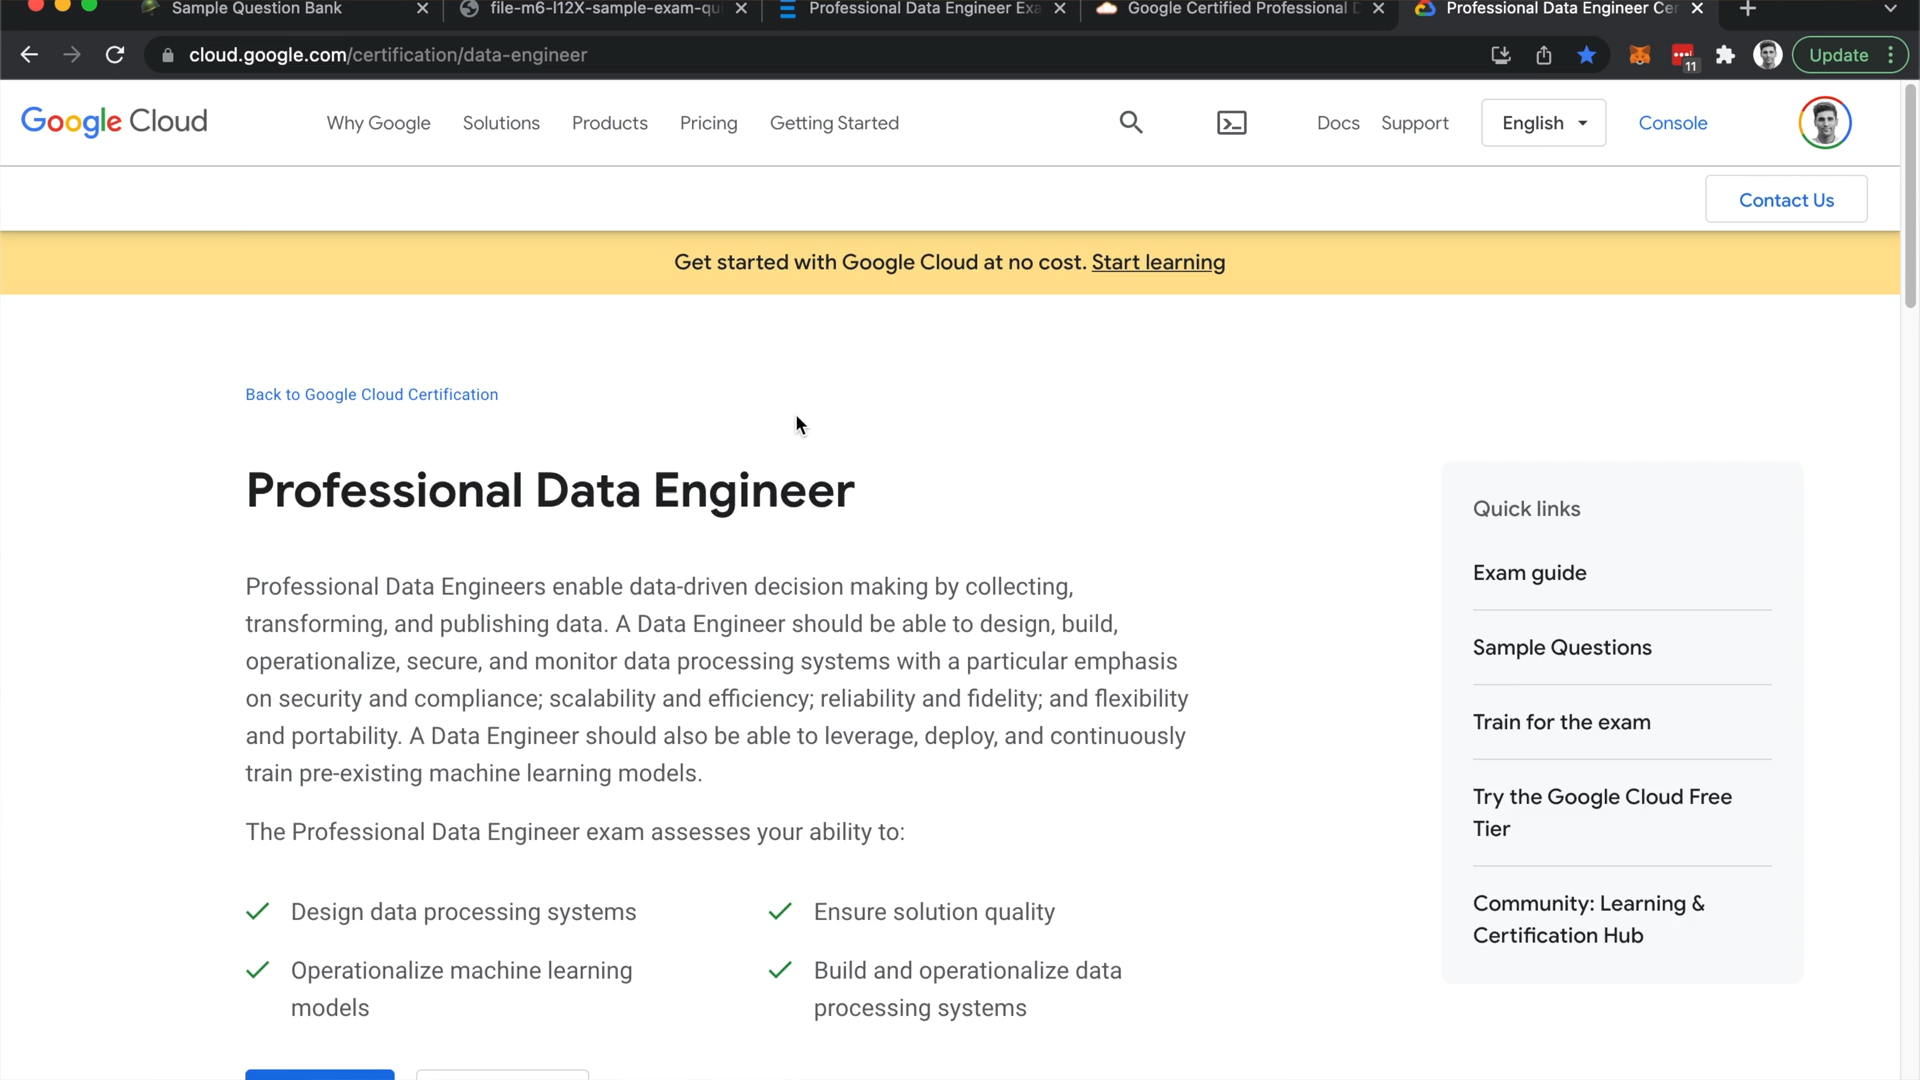 Sample Question Bank
file-m6-l12X-sample-exam-qu
Professional Data Engineer Exa
Google Certified Professional D
Professional Data Engineer Cer
cloud.google.com/certification/data-engineer
11
Update
Google Cloud
Why Google
Solutions
Products
Pricing
Getting Started
Docs
Support
English
Console
Contact Us
Get started with Google Cloud at no cost. Start learning
Back to Google Cloud Certification
Professional Data Engineer
Professional Data Engineers enable data-driven decision making by collecting,
transforming, and publishing data. A Data Engineer should be able to design, build,
operationalize, secure, and monitor data processing systems with a particular emphasis
on security and compliance; scalability and efficiency; reliability and fidelity; and flexibility
and portability. A Data Engineer should also be able to leverage, deploy, and continuously
train pre-existing machine learning models.
The Professional Data Engineer exam assesses your ability to:
Design data processing systems
Operationalize machine learning
models
Ensure solution quality
Build and operationalize data
processing systems
Quick links
Exam guide
Sample Questions
Train for the exam
Try the Google Cloud Free
Tier
Community: Learning &
Certification Hub